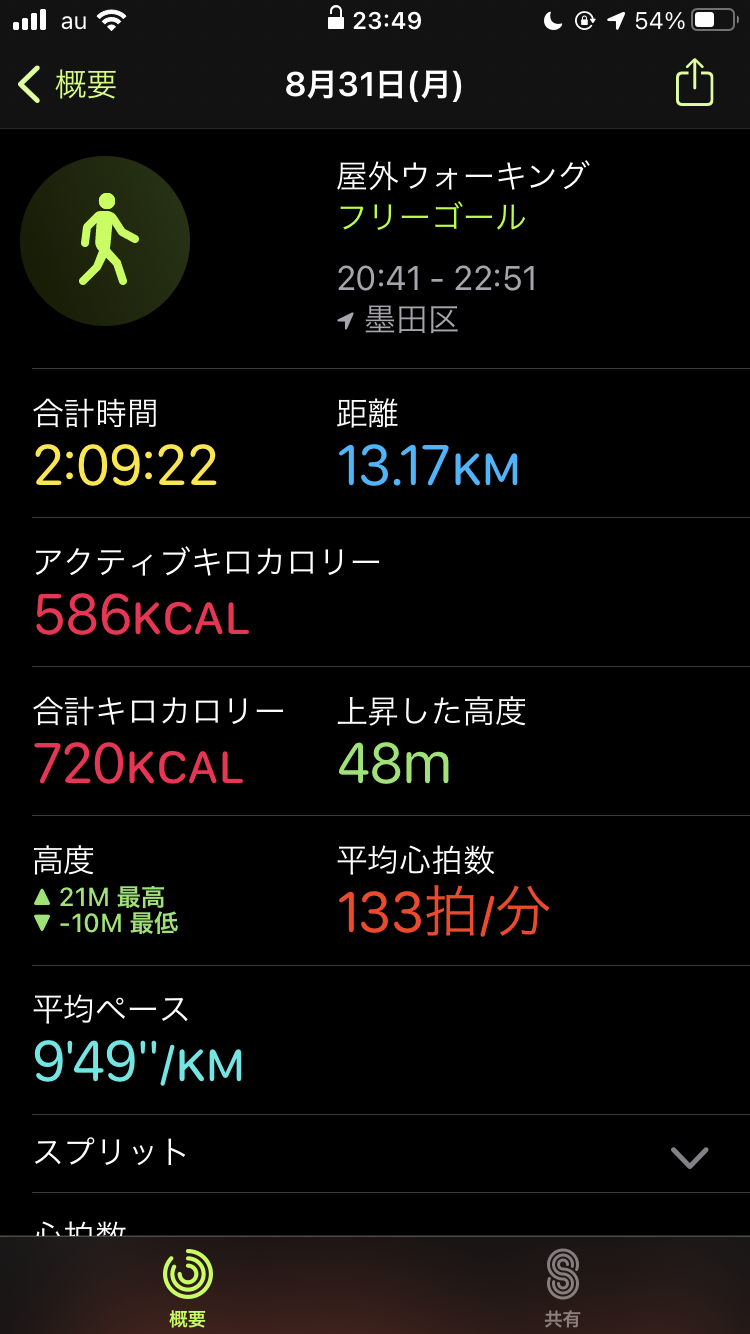 au 23:49 54%
概要 8月31日(月)
屋外ウォーキング
フリーゴール
20:41 - 22:51
墨田区
合計時間 距離
2:09:22 13.17KM
アクティブキロカロリー
586KCAL
合計キロカロリー 上昇した高度
720KCAL 48m
高度 平均心拍数
▲ 21M 最高 133拍/分
▼ -10M 最低
平均ペース
9'49"/KM
スプリット
心拍数
概要 共有